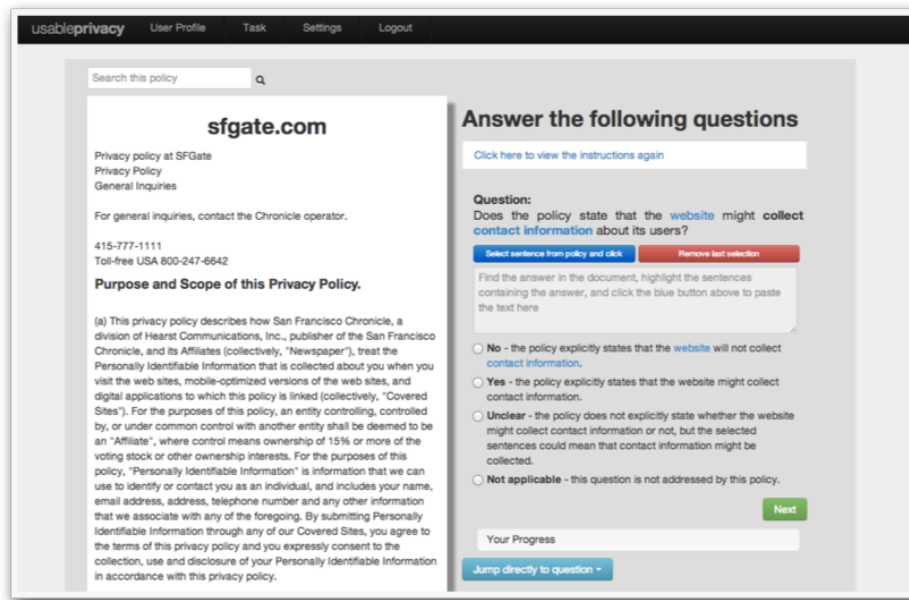 usableprivacy User Profile Task Settings Logout
Search this policy
sfgate.com
Privacy policy at SFGate
Privacy Policy
General Inquiries
For general inquiries, contact the Chronicle operator.
415-777-1111
Toll-free USA 800-247-6642
Purpose and Scope of this Privacy Policy.
(a) This privacy policy describes how San Francisco Chronicle, a
division of Hearst Communications, Inc., publisher of the San Francisco
Chronicle, and its Affiliates (collectively, "Newspaper"), treat the
Personally Identifiable Information that is collected about you when you
visit the web sites, mobile-optimized versions of the web sites, and
digital applications to which this policy is linked (collectively, "Covered
Sites"). For the purposes of this policy, an entity controlling, controlled
by, or under common control with another entity shall be deemed to be
an "Affiliate", where control means ownership of 15% or more of the
voting stock or other ownership interests. For the purposes of this
policy, "Personally Identifiable Information" is information that we can
use to identify or contact you as an individual, and includes your name,
email address, address, telephone number and any other information
that we associate with any of the foregoing. By submitting Personally
Identifiable Information through any of our Covered Sites, you agree to
the terms of this privacy policy and you expressly consent to the
collection, use and disclosure of your Personally Identifiable Information
in accordance with this privacy policy.
Answer the following questions
Click here to view the instructions again
Question:
Does the policy state that the website might collect
contact information about its users?
Select sentence from policy and click Remove last selection
Find the answer in the document, highlight the sentences
containing the answer, and click the blue button above to paste
the text here
No - the policy explicitly states that the website will not collect
contact information.
Yes - the policy explicitly states that the website might collect
contact information.
Unclear - the policy does not explicitly state whether the website
might collect contact information or not, but the selected
sentences could mean that contact information might be
collected.
Not applicable - this question is not addressed by this policy.
Next
Your Progress
Jump directly to question